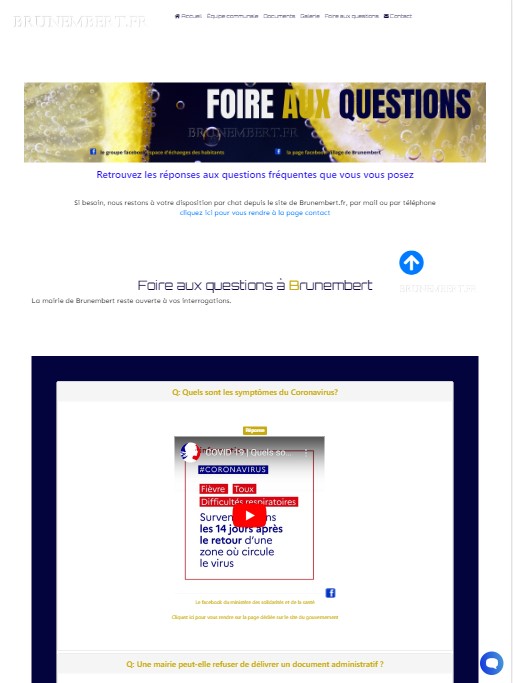 BRUNEMBERT.FR
Accueil Équipe communale Documents Galerie Foire aux questions Contact
FOIRE AUX QUESTIONS
BRUNEMBERT.FR
le groupe facebook espace d'échanges des habitants
la page facebook village de Brunembert
Retrouvez les réponses aux questions fréquentes que vous vous posez
Si besoin, nous restons à votre disposition par chat depuis le site de Brunembert.fr, par mail ou par téléphone
cliquez ici pour vous rendre à la page contact
Foire aux questions à Brunembert
BRUNEMBERT.FR
La mairie de Brunembert reste ouverte à vos interrogations.
Q: Quels sont les symptômes du Coronavirus?
Réponse
COVID-19 | Quels so...
#CORONAVIRUS
Fièvre Toux
Difficultés respiratoires
les 14 jours après
le retour d'une
zone où circule
le virus
Le facebook du ministère des solidarités et de la santé
Cliquez ici pour vous rendre sur la page dédiée sur le site du gouvernement
Q: Une mairie peut-elle refuser de délivrer un document administratif ?